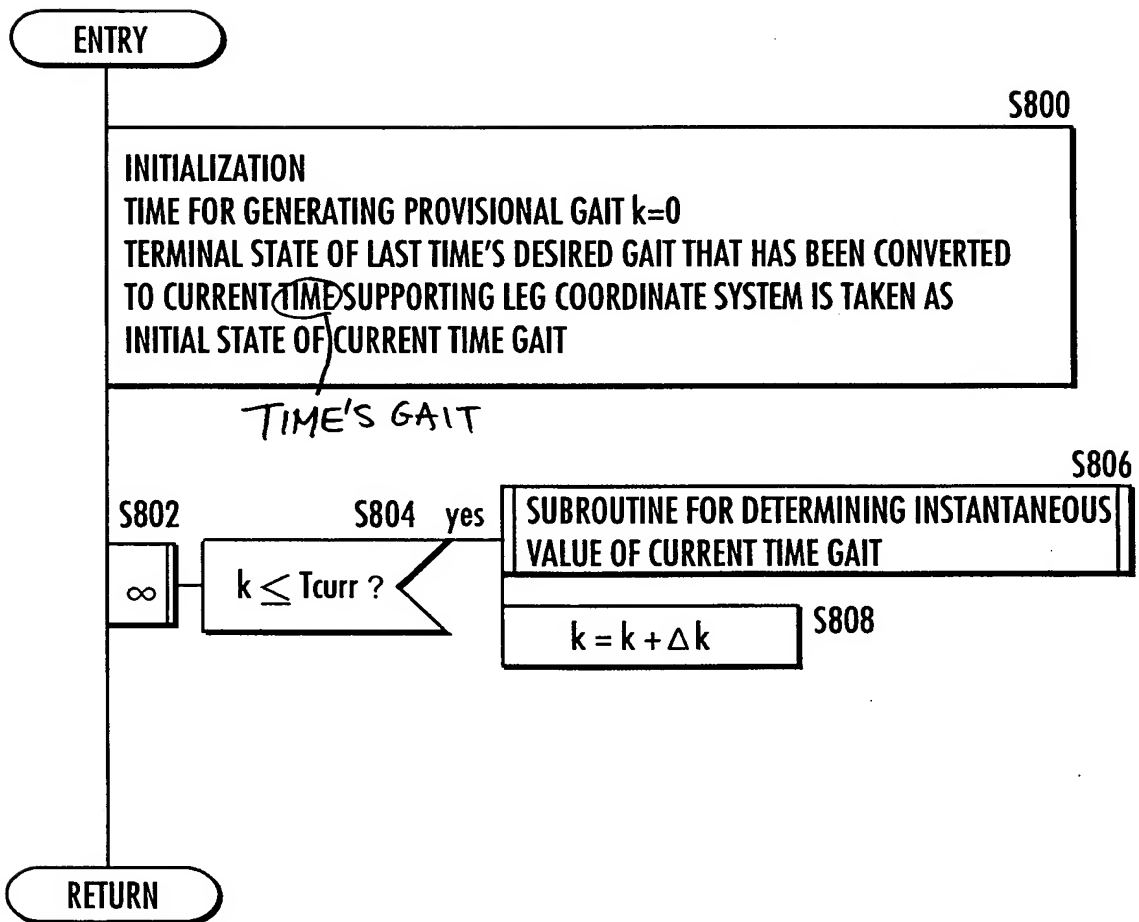 ENTRY
S800
INITIALIZATION
TIME FOR GENERATING PROVISIONAL GAIT k=0
TERMINAL STATE OF LAST TIME'S DESIRED GAIT THAT HAS BEEN CONVERTED
TO CURRENT TIME SUPPORTING LEG COORDINATE SYSTEM IS TAKEN AS
INITIAL STATE OF CURRENT TIME GAIT
TIME'S GAIT
S806
S802
S804 yes
SUBROUTINE FOR DETERMINING INSTANTANEOUS
VALUE OF CURRENT TIME GAIT
∞
k ≤ Tcurr ?
S808
k = k + Δk
RETURN